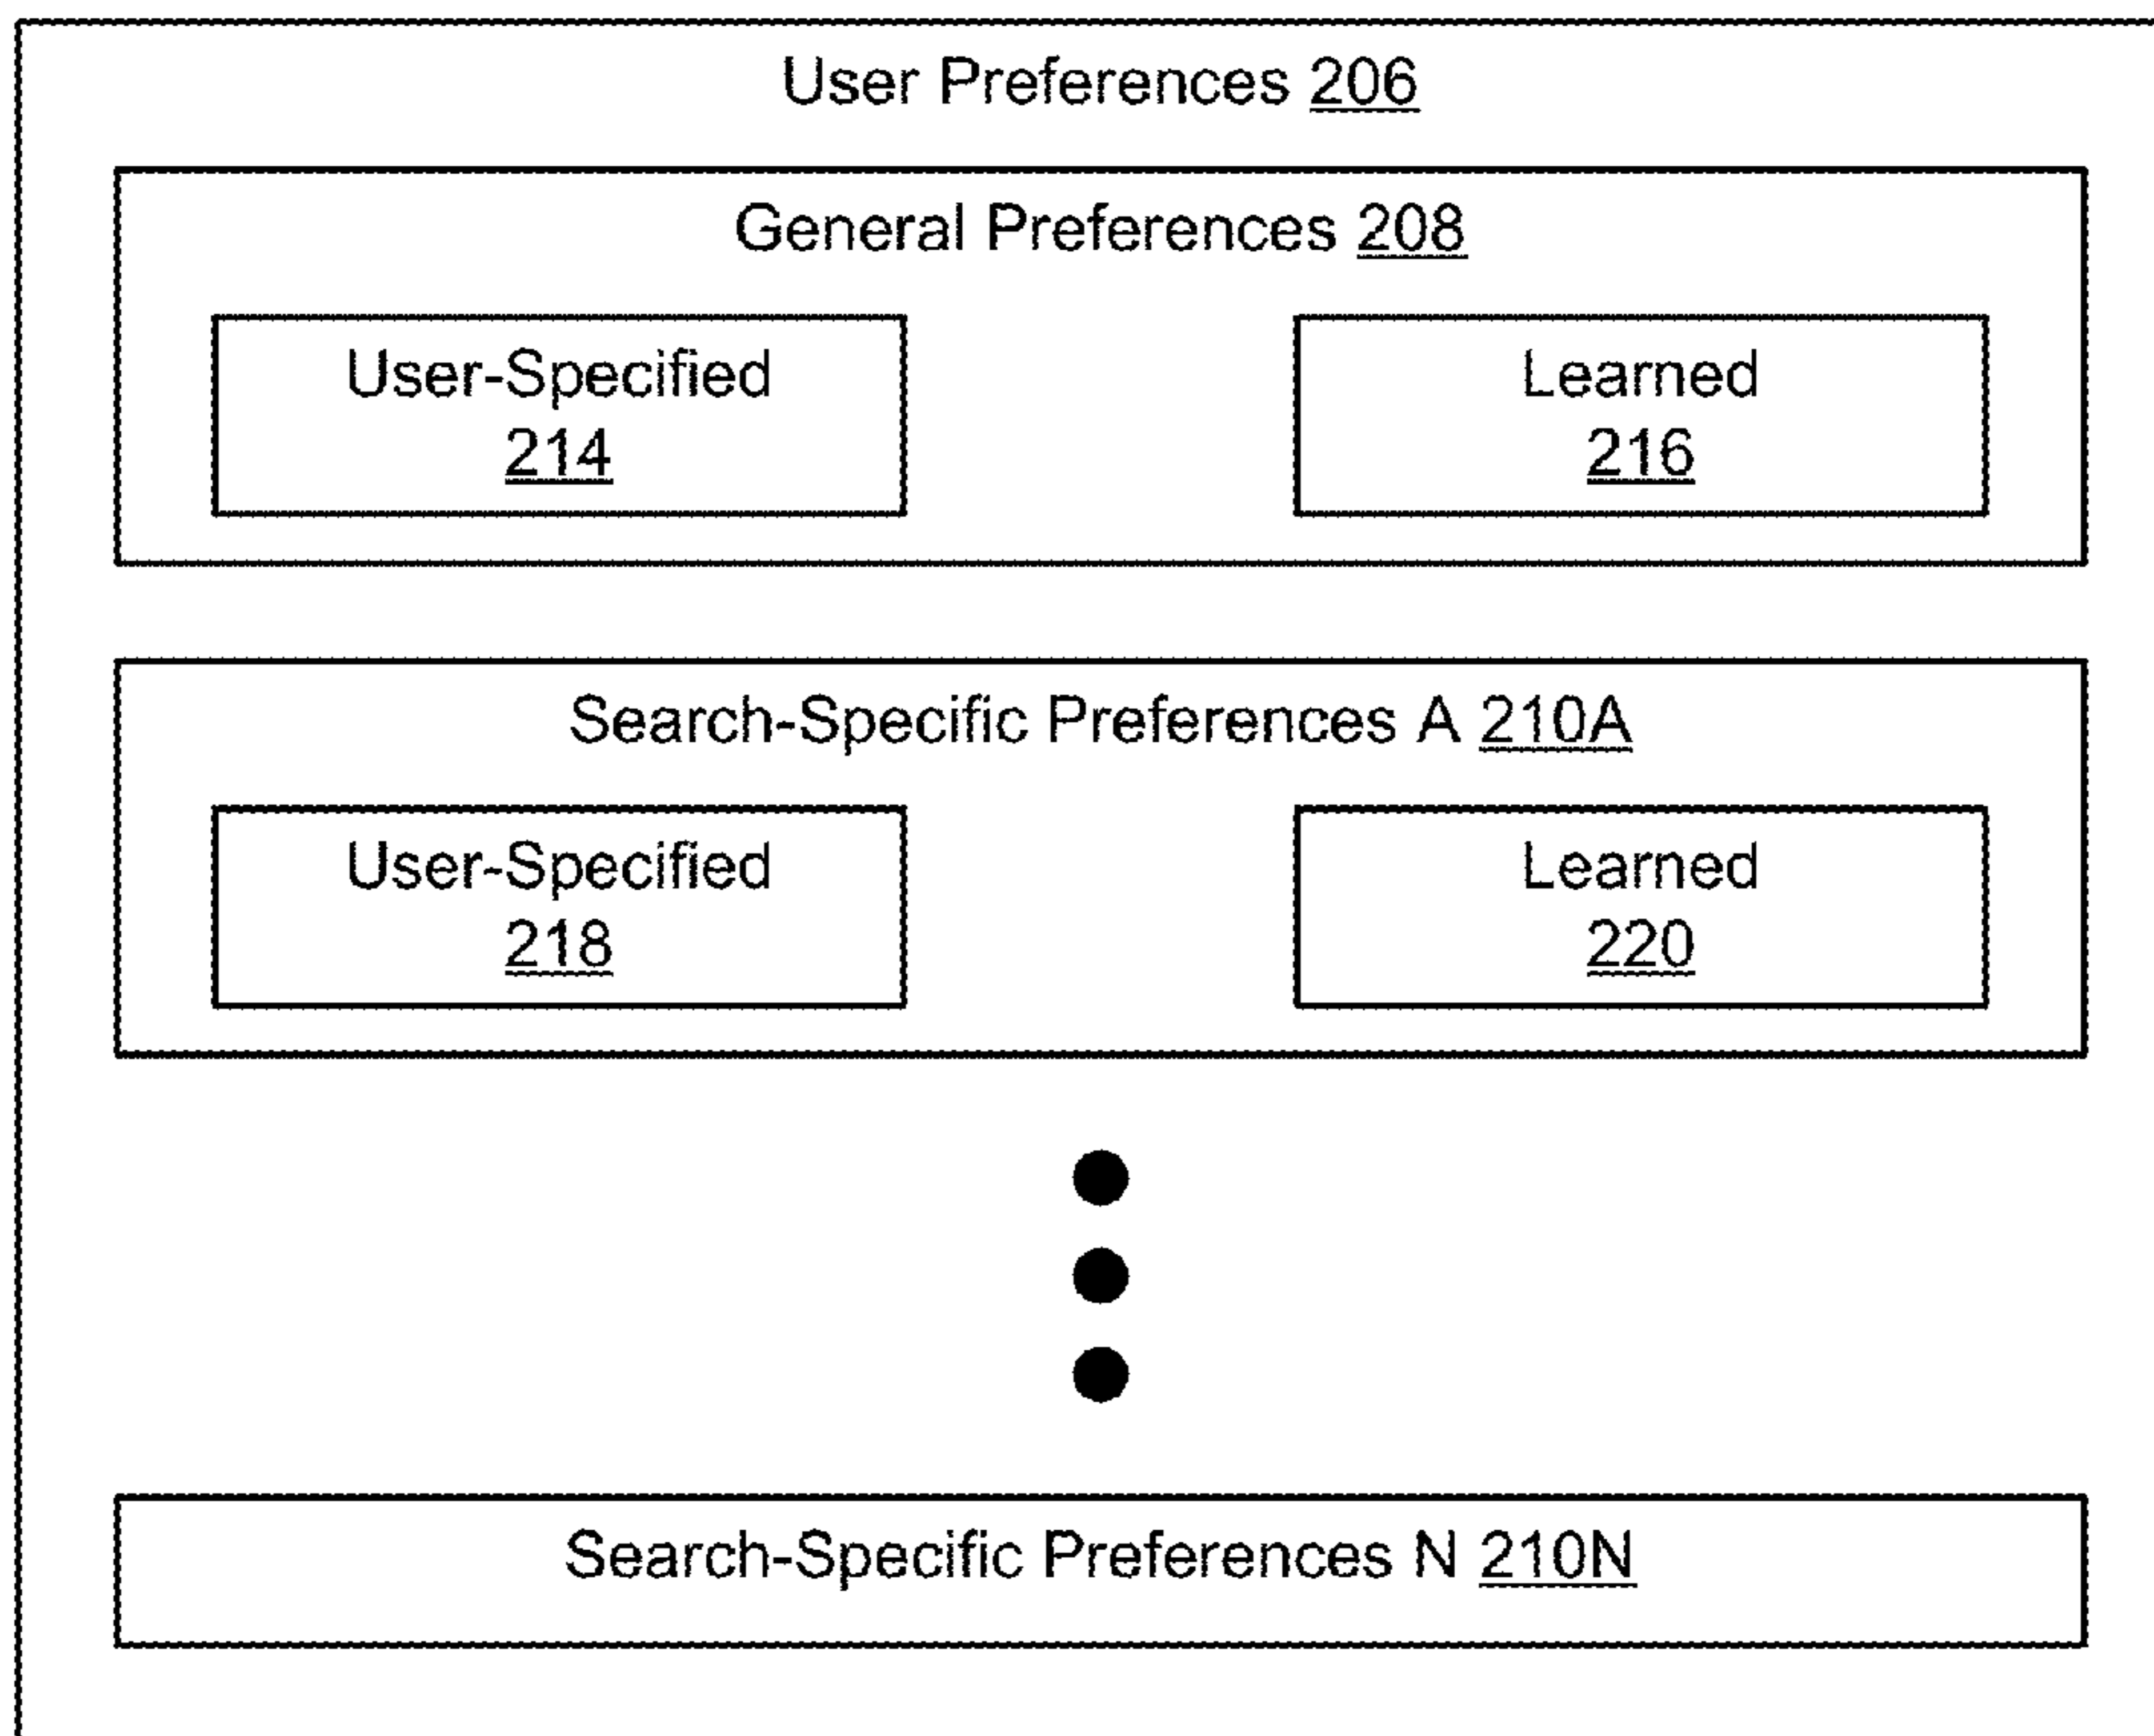 User Preferences 206
General Preferences 208
User-Specified
214
Learned
216
Search-Specific Preferences A 210A
User-Specified
218
Learned
220
Search-Specific Preferences N 210N